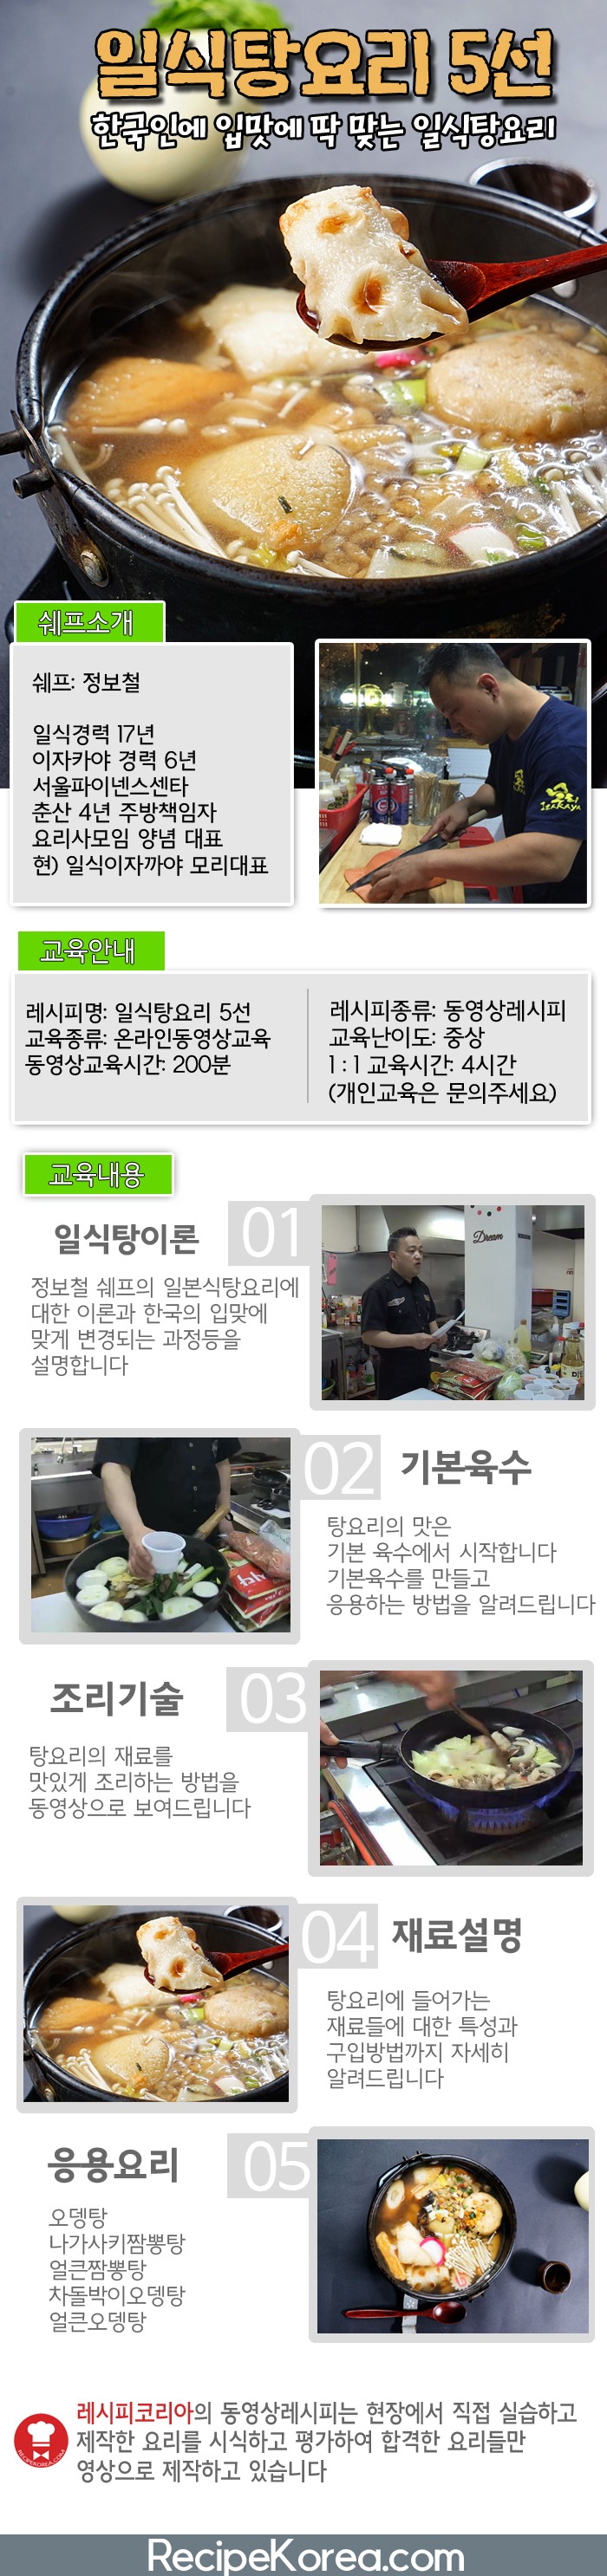 일식탕요리 5선
한국인에 입맛에 딱 맞는 일식탕요리
쉐프소개
쉐프: 정보철
일식경력 17년
이자카야 경력 6년
서울파이넨스센타
춘산 4년 주방책임자
요리사모임 양념 대표
현) 일식이자까야 모리대표
IZAKAYA
교육안내
레시피명: 일식탕요리 5선
교육종류: 온라인동영상교육
동영상교육시간: 200분
레시피종류: 동영상레시피
교육난이도: 중상
1 : 1 교육시간: 4시간
(개인교육은 문의주세요)
교육내용
일식탕이론
01
정보철 쉐프의 일본식탕요리에
대한 이론과 한국의 입맞에
맞게 변경되는 과정등을
설명합니다
Dream
02
기본육수
탕요리의 맛은
기본 육수에서 시작합니다
기본육수를 만들고
응용하는 방법을 알려드립니다
조리기술
03
탕요리의 재료를
맛있게 조리하는 방법을
동영상으로 보여드립니다
04
재료설명
탕요리에 들어가는
재료들에 대한 특성과
구입방법까지 자세히
알려드립니다
응용요리
05
오뎅탕
나가사키짬뽕탕
얼큰짬뽕탕
차돌박이오뎅탕
얼큰오뎅탕
레시피코리아의 동영상레시피는 현장에서 직접 실습하고
제작한 요리를 시식하고 평가하여 합격한 요리들만
영상으로 제작하고 있습니다
RECIPEKOREA.COM
RecipeKorea.com